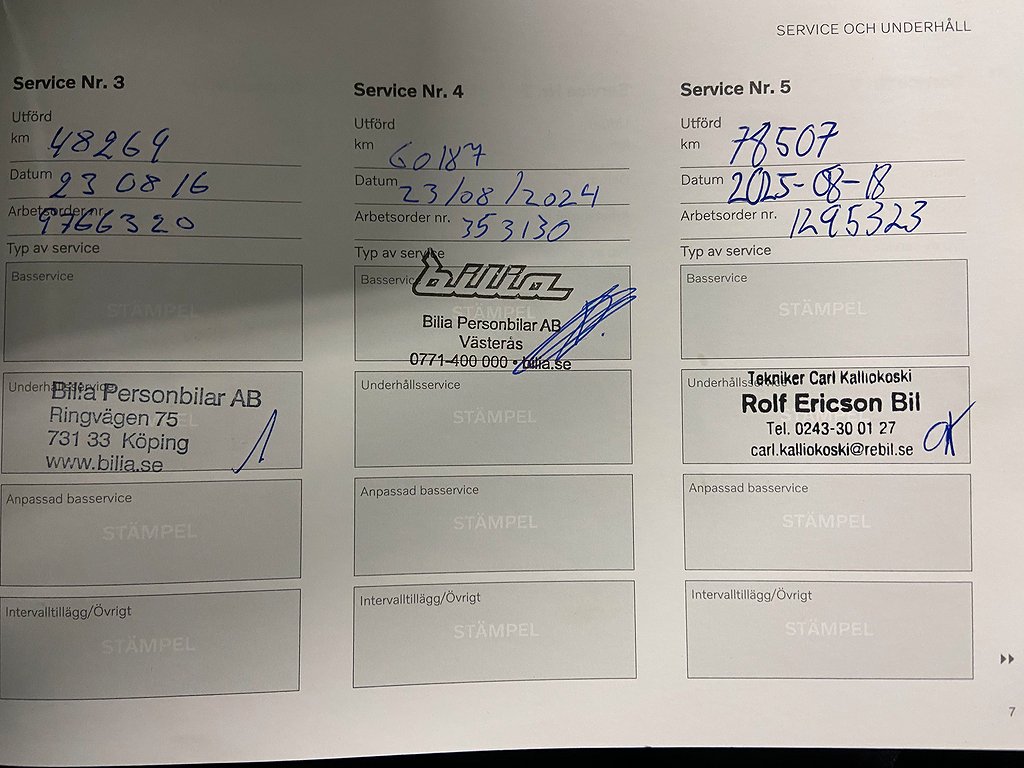 SERVICE OCH UNDERHÅLL
Service Nr. 3
Utförd
km 48269
Datum 23 08 16
Arbetsorder nr. 9766320
Typ av service
Basservice
STÄMPEL
Underhållsservice
Bilia Personbilar AB
Ringvägen 75
731 33 Köping
www.bilia.se
Anpassad basservice
STÄMPEL
Intervalltillägg/Övrigt
STÄMPEL
Service Nr. 4
Utförd
km 60187
Datum 23/08/2024
Arbetsorder nr. 353130
Typ av service
Basservice
STÄMPEL
bilia
Bilia Personbilar AB
Västerås
0771-400 000 • bilia.se
Underhållsservice
STÄMPEL
Anpassad basservice
STÄMPEL
Intervalltillägg/Övrigt
STÄMPEL
Service Nr. 5
Utförd
km 78507
Datum 2025-08-18
Arbetsorder nr. 1295323
Typ av service
Basservice
STÄMPEL
Underhållsservice
Tekniker Carl Kalliokoski
Rolf Ericson Bil
Tel. 0243-30 01 27
carl.kalliokoski@rebil.se
Anpassad basservice
STÄMPEL
Intervalltillägg/Övrigt
STÄMPEL
7